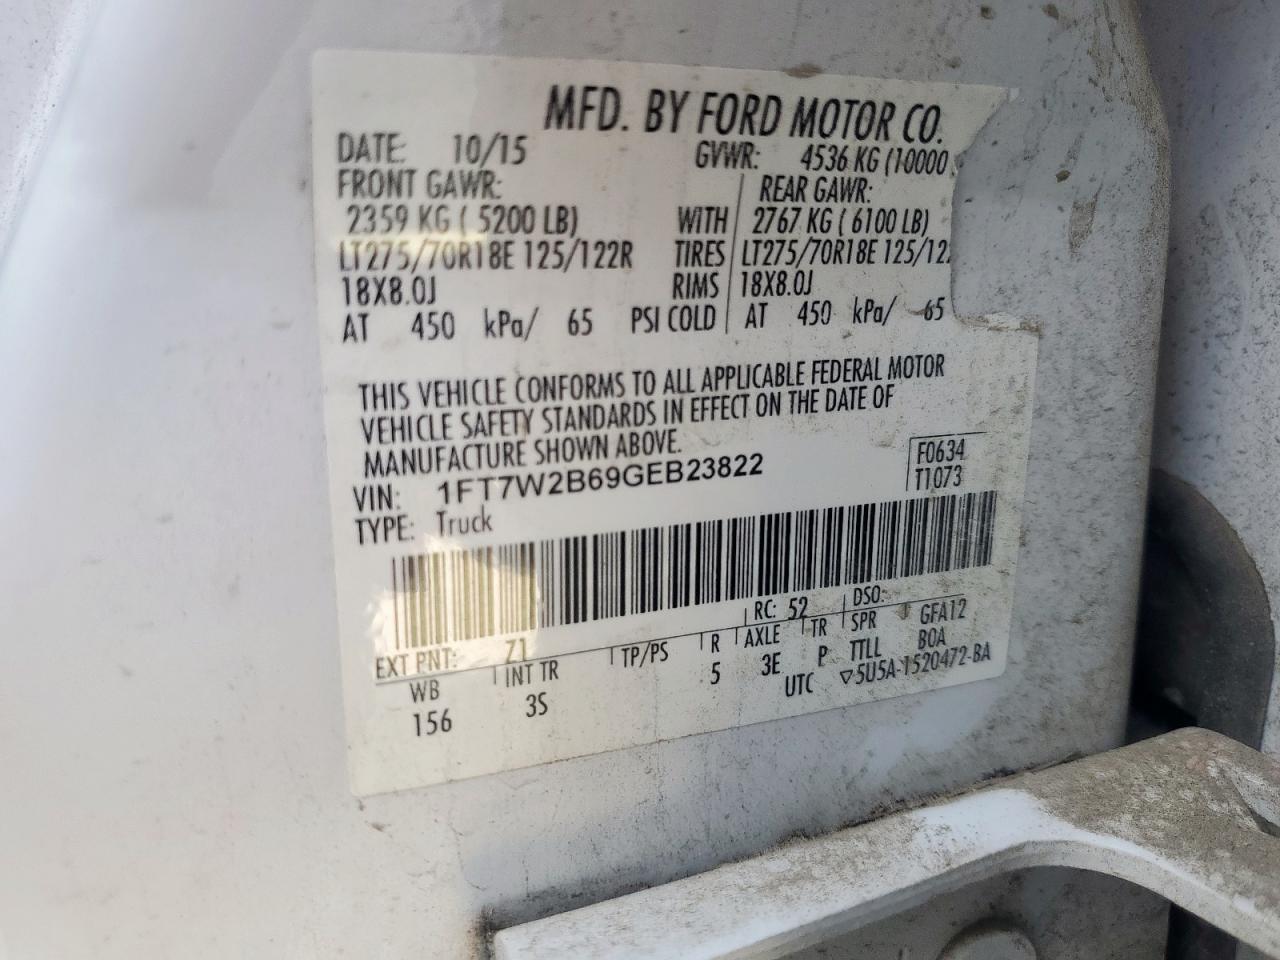 MFD. BY FORD MOTOR CO.
DATE: 10/15 GVWR: 4536 KG (10000
FRONT GAWR: REAR GAWR:
2359 KG ( 5200 LB) WITH 2767 KG ( 6100 LB)
LT275/70R18E 125/122R TIRES LT275/70R18E 125/12
18X8.0J RIMS 18X8.0J
AT 450 kPa/ 65 PSI COLD AT 450 kPa/ 65
THIS VEHICLE CONFORMS TO ALL APPLICABLE FEDERAL MOTOR
VEHICLE SAFETY STANDARDS IN EFFECT ON THE DATE OF
MANUFACTURE SHOWN ABOVE.
F0634
VIN: 1FT7W2B69GEB23822 T1073
TYPE: Truck
EXT PNT: Z1 RC: 52 DSO:
WB INT TR TP/PS R AXLE TR SPR GFA12
156 3S 5 3E P TTLL BOA
UTC ▽5U5A-1520472-BA